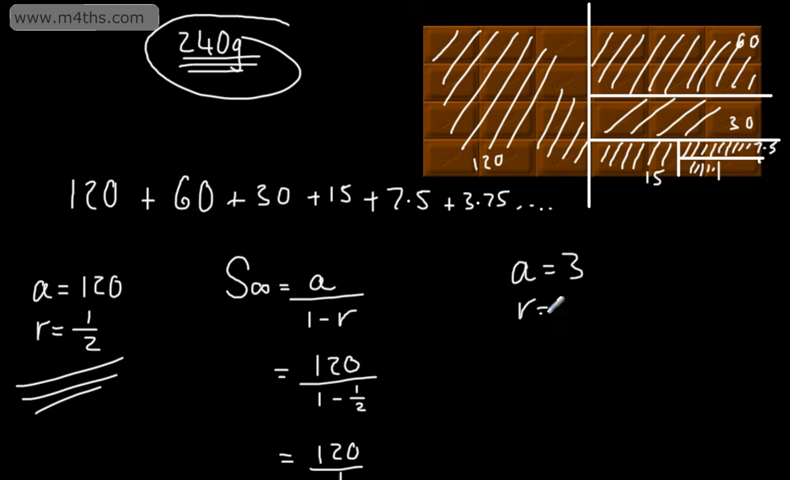 www.m4ths.com
240g
60
30
7.5
120
15
120 + 60 + 30 + 15 + 7.5 + 3.75 ....
a = 120
r = 1/2
S∞ = a/(1 - r)
= 120/(1 - 1/2)
= 120/1
a = 3
r =